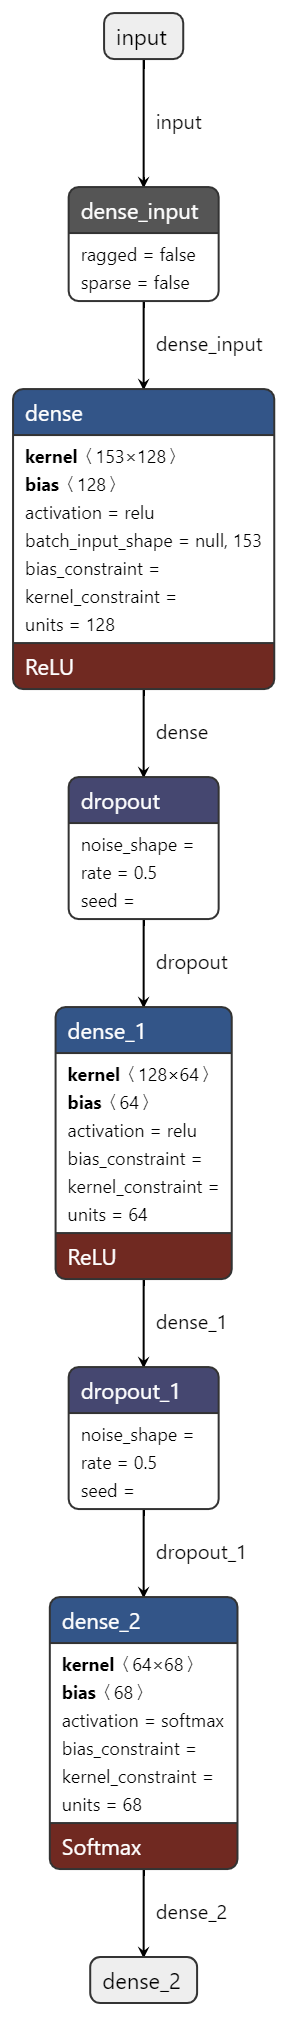 input
input
dense_input
ragged = false
sparse = false
dense_input
dense
kernel〈153×128〉
bias〈128〉
activation = relu
batch_input_shape = null, 153
bias_constraint =
kernel_constraint =
units = 128
ReLU
dense
dropout
noise_shape =
rate = 0.5
seed =
dropout
dense_1
kernel〈128×64〉
bias〈64〉
activation = relu
bias_constraint =
kernel_constraint =
units = 64
ReLU
dense_1
dropout_1
noise_shape =
rate = 0.5
seed =
dropout_1
dense_2
kernel〈64×68〉
bias〈68〉
activation = softmax
bias_constraint =
kernel_constraint =
units = 68
Softmax
dense_2
dense_2